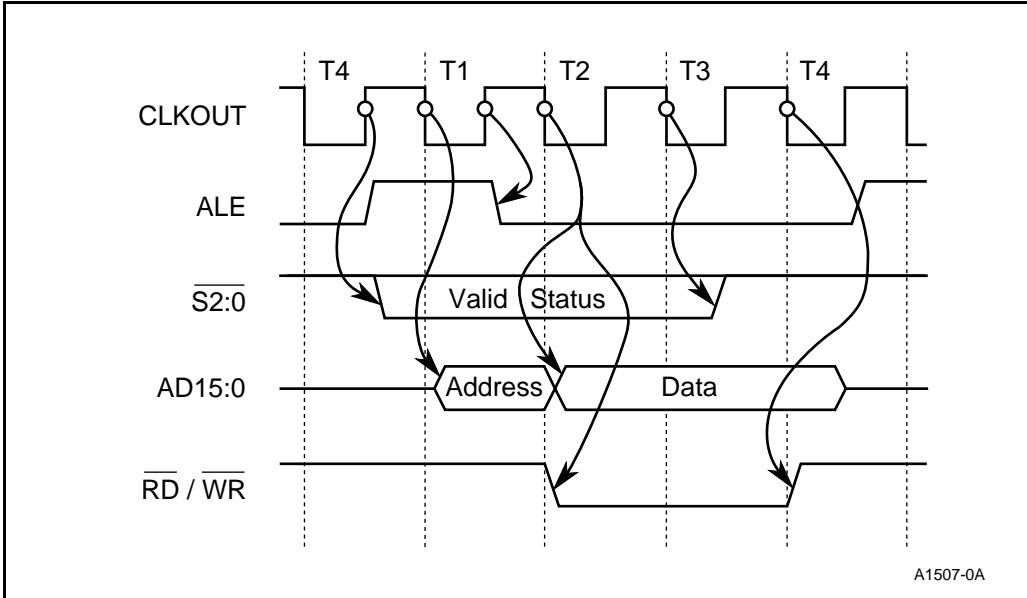 T4 T1 T2 T3 T4
CLKOUT
ALE
S2:0 Valid Status
AD15:0 Address Data
RD / WR
A1507-0A